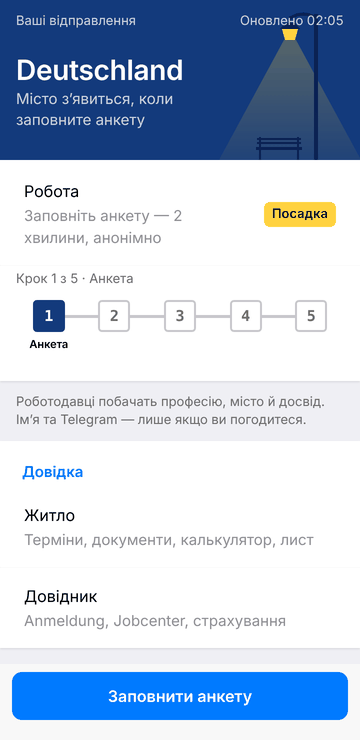 Ваші відправлення
Оновлено 02:05
Deutschland
Місто зʼявиться, коли
заповните анкету
Робота
Заповніть анкету — 2
хвилини, анонімно
Посадка
Крок 1 з 5 · Анкета
1
2
3
4
5
Анкета
Роботодавці побачать професію, місто й досвід.
Імʼя та Telegram — лише якщо ви погодитеся.
Довідка
Житло
Терміни, документи, калькулятор, лист
Довідник
Anmeldung, Jobcenter, страхування
Заповнити анкету